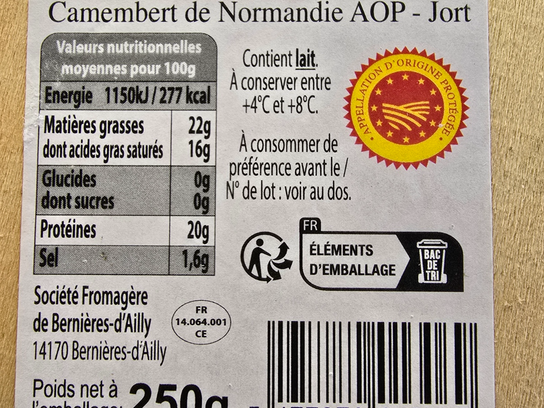 Camembert de Normandie AOP - Jort
Valeurs nutritionnelles
moyennes pour 100g
Energie 1150kJ / 277 kcal
Matières grasses 22g
dont acides gras saturés 16g
Glucides 0g
dont sucres 0g
Protéines 20g
Sel 1,6g
Contient lait.
À conserver entre
+4°C et +8°C.
À consommer de
préférence avant le /
N° de lot : voir au dos.
APPELLATION D'ORIGINE PROTÉGÉE
FR
ÉLÉMENTS
D'EMBALLAGE
BAC
DE
TRI
Société Fromagère
de Bernières-d'Ailly
14170 Bernières-d'Ailly
FR
14.064.001
CE
Poids net à
l'emballage: 250g